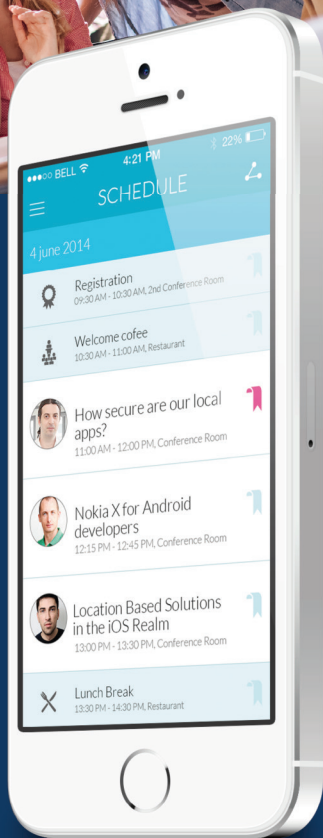 BELL 4:21 PM 22%
SCHEDULE
4 june 2014
Registration
09:30 AM - 10:30 AM, 2nd Conference Room
Welcome cofee
10:30 AM - 11:00 AM, Restaurant
How secure are our local
apps?
11:00 AM - 12:00 PM, Conference Room
Nokia X for Android
developers
12:15 PM - 12:45 PM, Conference Room
Location Based Solutions
in the iOS Realm
13:00 PM - 13:30 PM, Conference Room
Lunch Break
13:30 PM - 14:30 PM, Restaurant